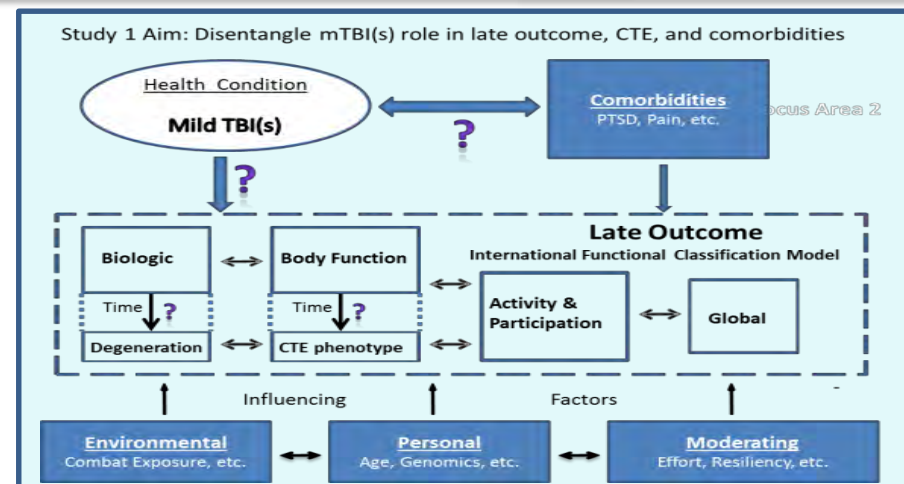 Study 1 Aim: Disentangle mTBI(s) role in late outcome, CTE, and comorbidities
Health Condition
Mild TBI(s)
?
Comorbidities
PTSD, Pain, etc.
ocus Area 2
?
Late Outcome
International Functional Classification Model
Biologic
Body Function
Time ?
Time ?
Degeneration
CTE phenotype
Activity &
Participation
Global
Influencing Factors
Environmental
Combat Exposure, etc.
Personal
Age, Genomics, etc.
Moderating
Effort, Resiliency, etc.